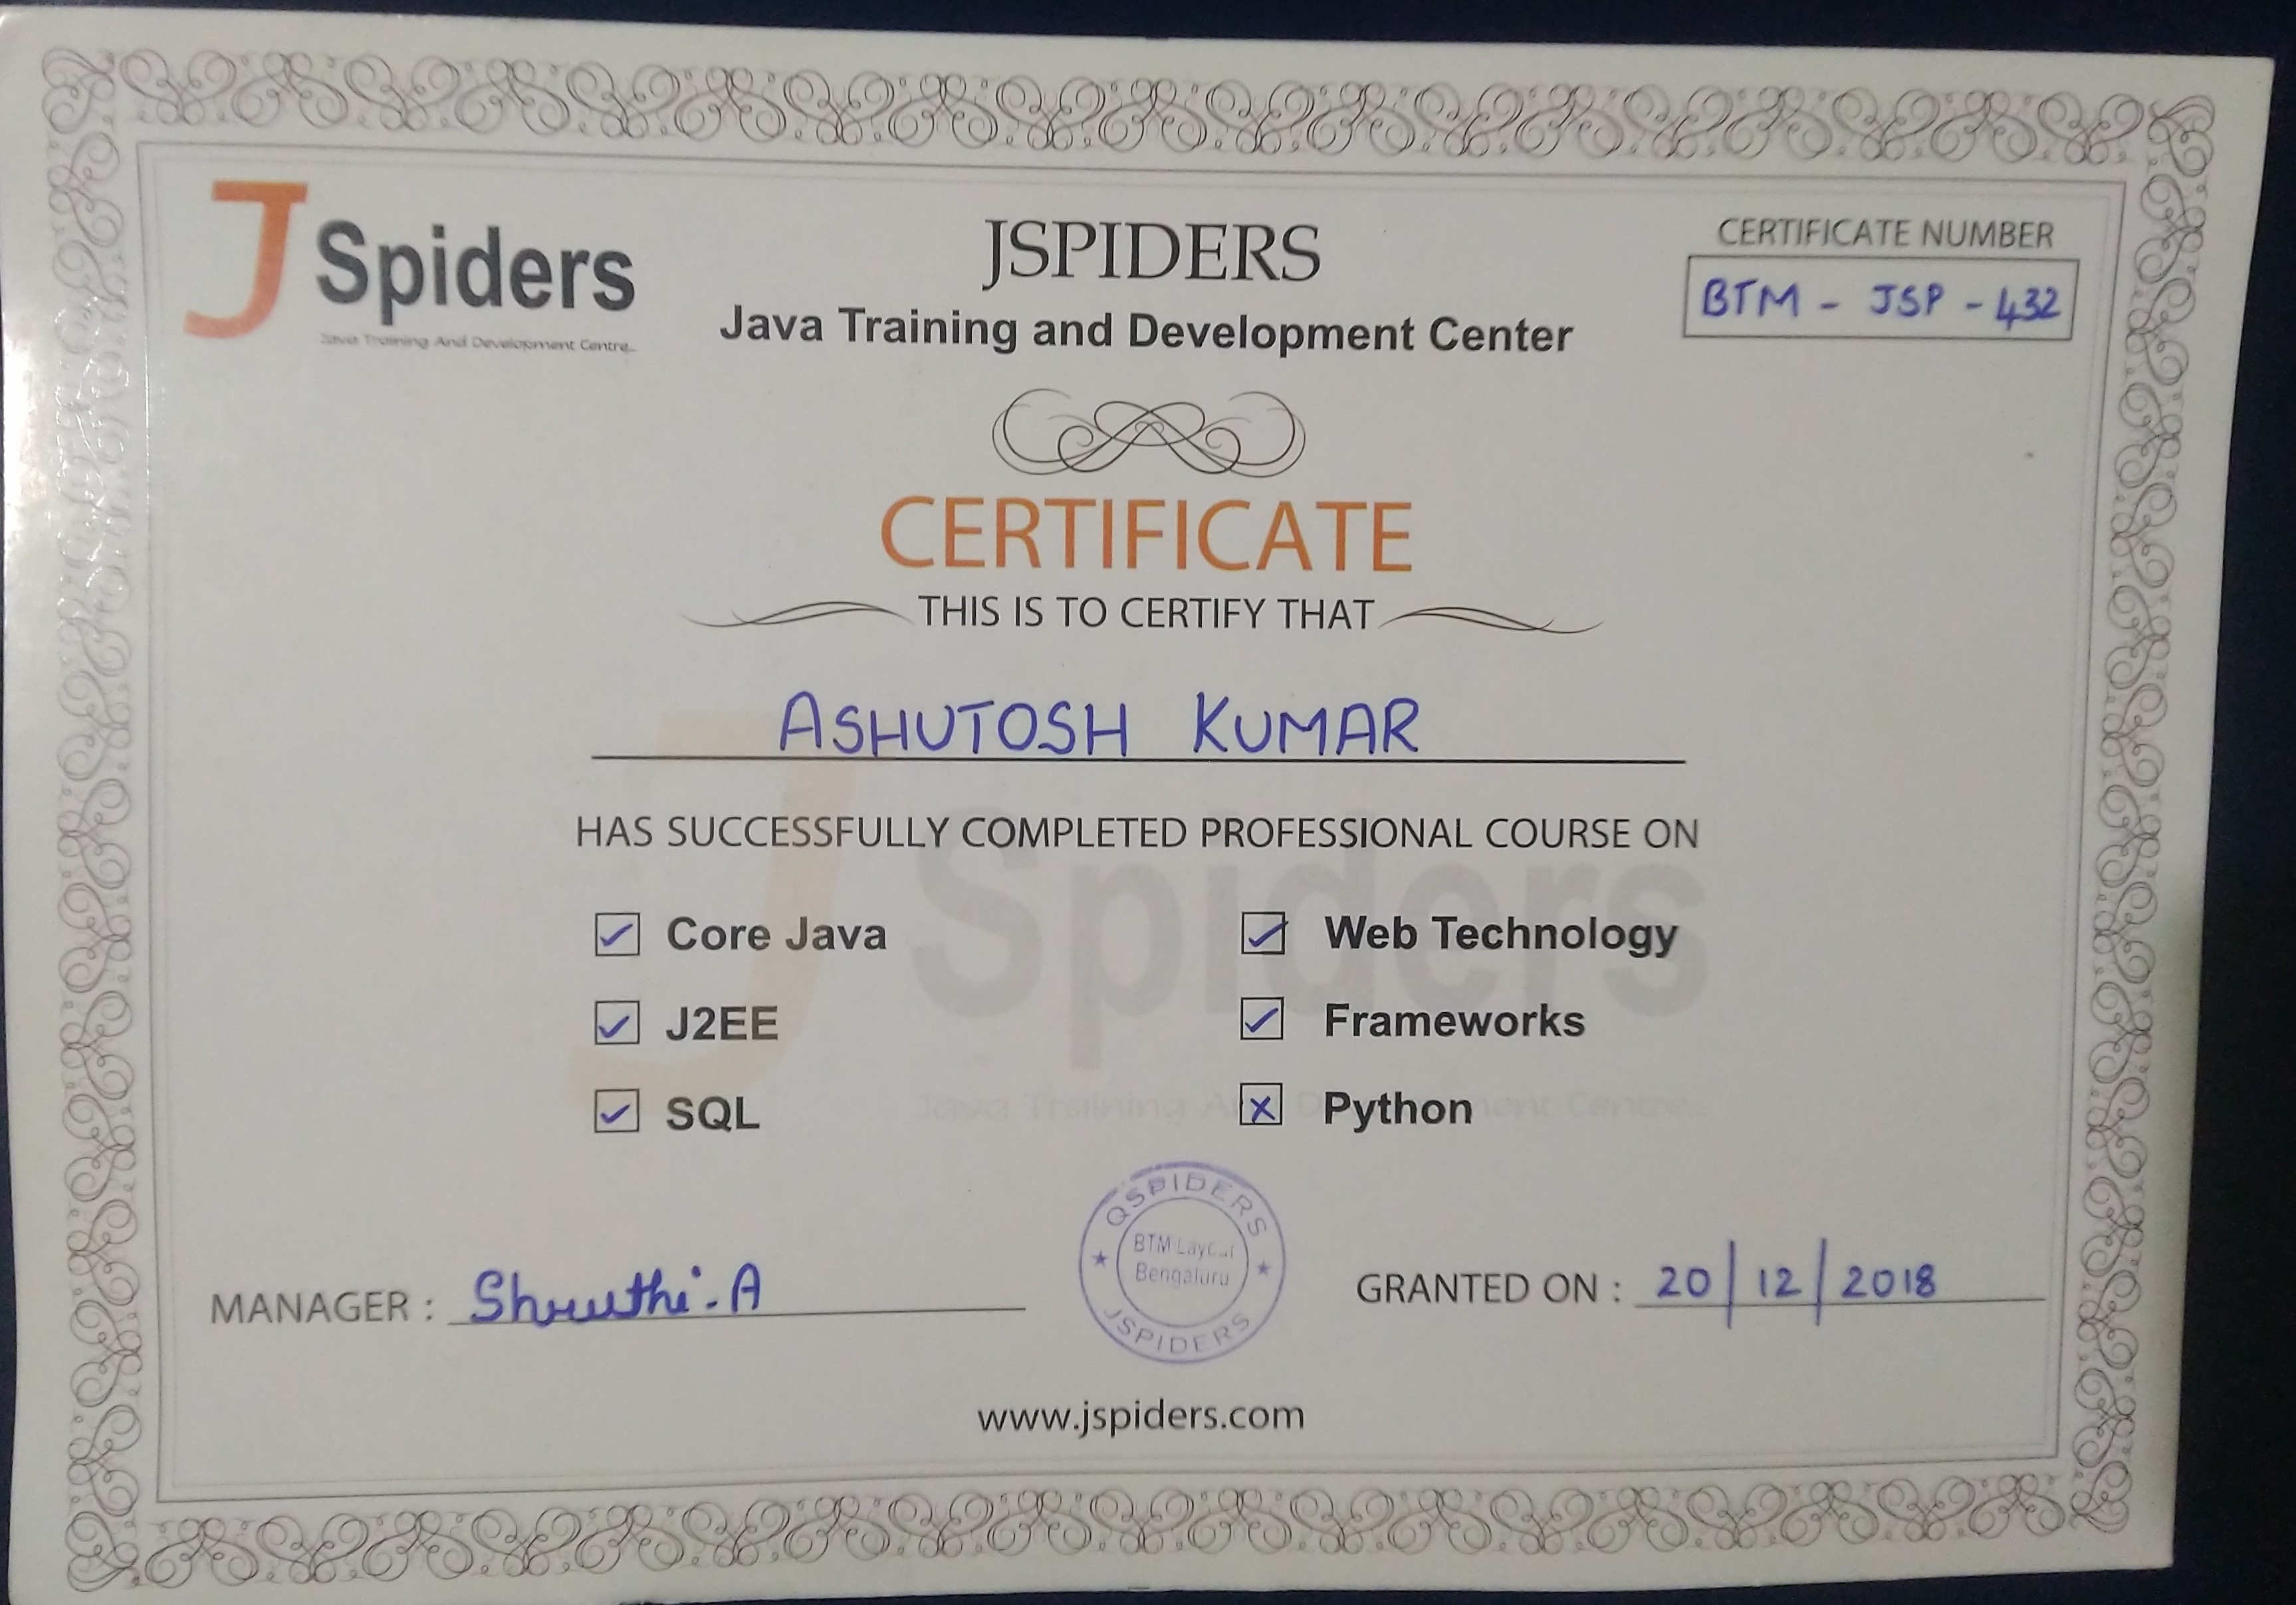 J Spiders
Java Training And Development Centre
JSPIDERS
Java Training and Development Center
CERTIFICATE NUMBER
BTM - JSP - 432
CERTIFICATE
THIS IS TO CERTIFY THAT
ASHUTOSH KUMAR
HAS SUCCESSFULLY COMPLETED PROFESSIONAL COURSE ON
Core Java
Web Technology
J2EE
Frameworks
SQL
Python
MANAGER : Shruthi.A
QSPIDERS
BTM Layout
Bengaluru
JSPIDERS
GRANTED ON : 20/12/2018
www.jspiders.com